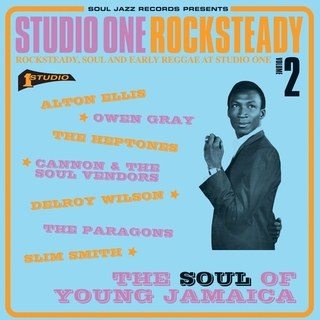 SOUL JAZZ RECORDS PRESENTS
STUDIO ONE ROCKSTEADY
ROCKSTEADY, SOUL AND EARLY REGGAE AT STUDIO ONE
VOLUME 2
1 STUDIO
ALTON ELLIS
★ OWEN GRAY
THE HEPTONES
★ CANNON & THE
SOUL VENDORS
DELROY WILSON ★
THE PARAGONS
SLIM SMITH ★
THE SOUL OF
YOUNG JAMAICA